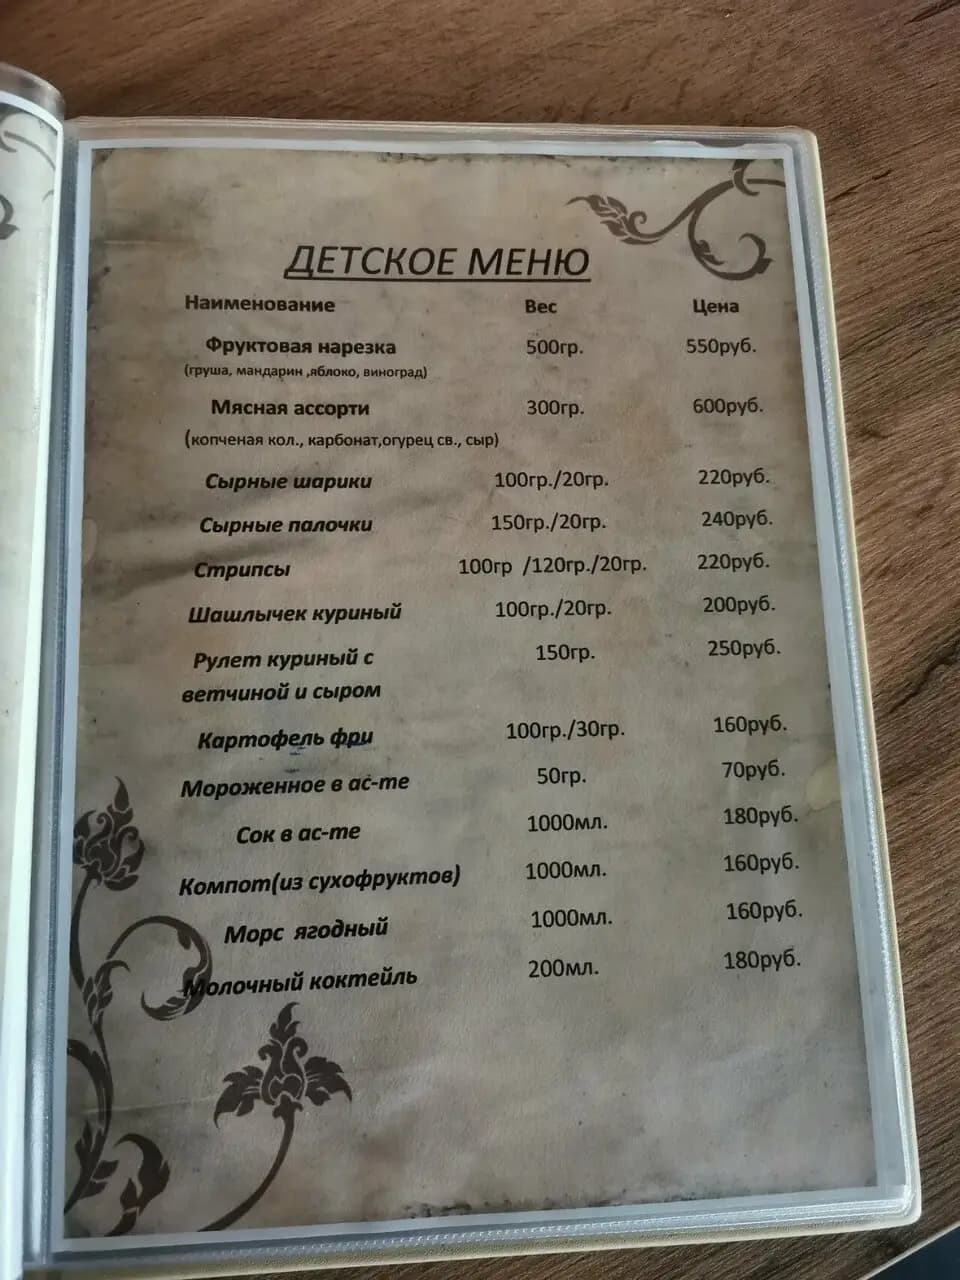 ДЕТСКОЕ МЕНЮ
Наименование Вес Цена
Фруктовая нарезка 500гр. 550руб.
(груша, мандарин ,яблоко, виноград)
Мясная ассорти 300гр. 600руб.
(копченая кол., карбонат,огурец св., сыр)
Сырные шарики 100гр./20гр. 220руб.
Сырные палочки 150гр./20гр. 240руб.
Стрипсы 100гр /120гр./20гр. 220руб.
Шашлычек куриный 100гр./20гр. 200руб.
Рулет куриный с 150гр. 250руб.
ветчиной и сыром
Картофель фри 100гр./30гр. 160руб.
Мороженное в ас-те 50гр. 70руб.
Сок в ас-те 1000мл. 180руб.
Компот(из сухофруктов) 1000мл. 160руб.
Морс ягодный 1000мл. 160руб.
Молочный коктейль 200мл. 180руб.